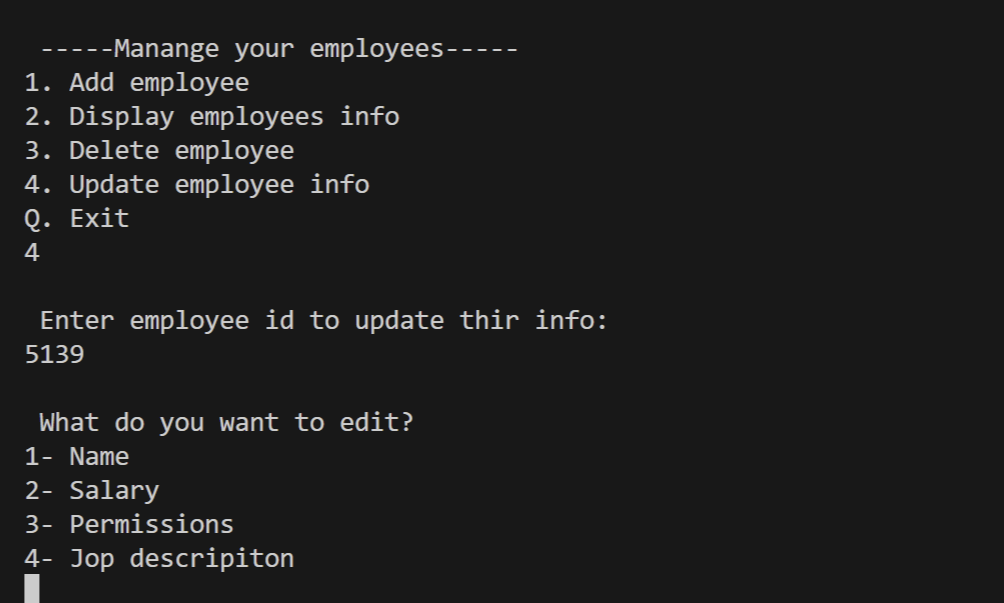 -----Manange your employees-----
1. Add employee
2. Display employees info
3. Delete employee
4. Update employee info
Q. Exit
4
Enter employee id to update thir info:
5139
What do you want to edit?
1- Name
2- Salary
3- Permissions
4- Jop descripiton